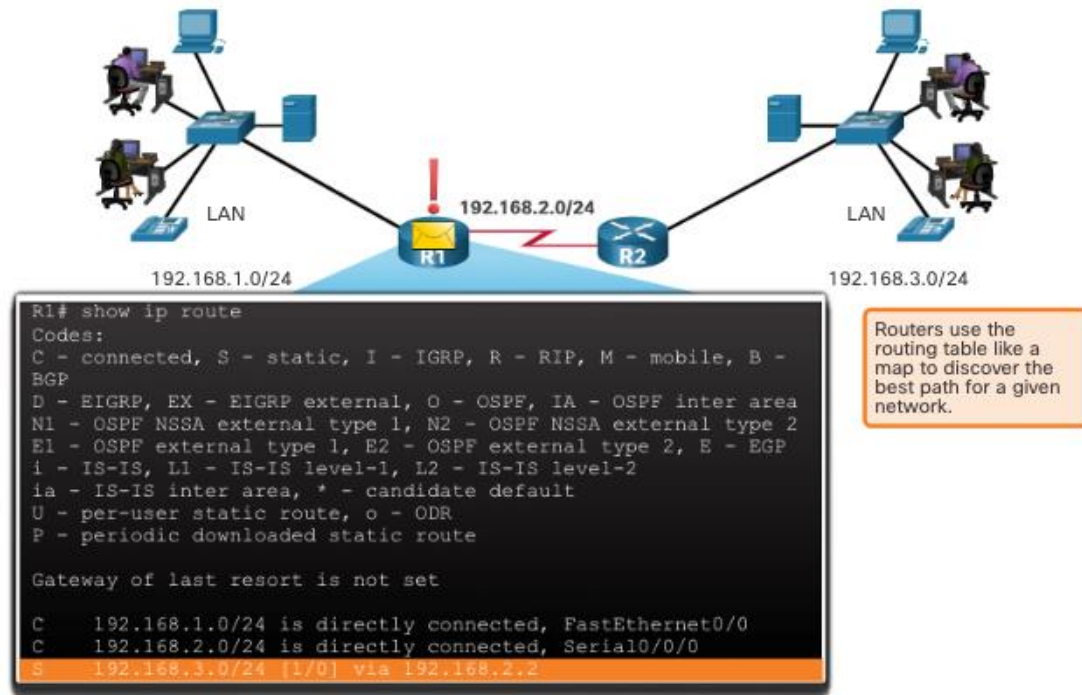 LAN
192.168.2.0/24
LAN
R1
R2
192.168.1.0/24
192.168.3.0/24
R1# show ip route
Codes:
C - connected, S - static, I - IGRP, R - RIP, M - mobile, B -
BGP
D - EIGRP, EX - EIGRP external, O - OSPF, IA - OSPF inter area
N1 - OSPF NSSA external type 1, N2 - OSPF NSSA external type 2
E1 - OSPF external type 1, E2 - OSPF external type 2, E - EGP
i - IS-IS, L1 - IS-IS level-1, L2 - IS-IS level-2
ia - IS-IS inter area, * - candidate default
U - per-user static route, o - ODR
P - periodic downloaded static route
Gateway of last resort is not set
C 192.168.1.0/24 is directly connected, FastEthernet0/0
C 192.168.2.0/24 is directly connected, Serial0/0/0
S 192.168.3.0/24 [1/0] via 192.168.2.2
Routers use the
routing table like a
map to discover the
best path for a given
network.